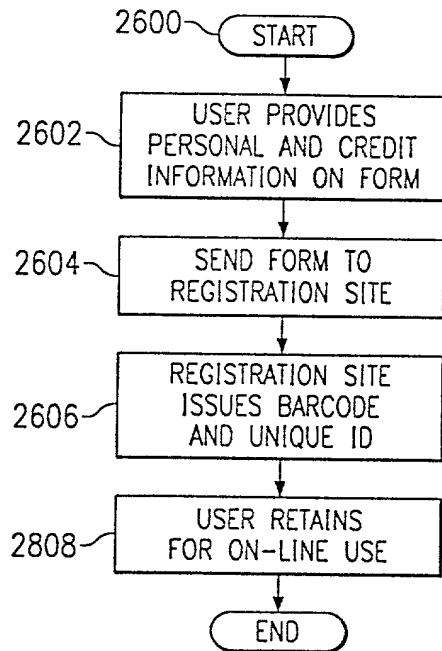 2600
START
2602
USER PROVIDES
PERSONAL AND CREDIT
INFORMATION ON FORM
2604
SEND FORM TO
REGISTRATION SITE
2606
REGISTRATION SITE
ISSUES BARCODE
AND UNIQUE ID
2808
USER RETAINS
FOR ON-LINE USE
END